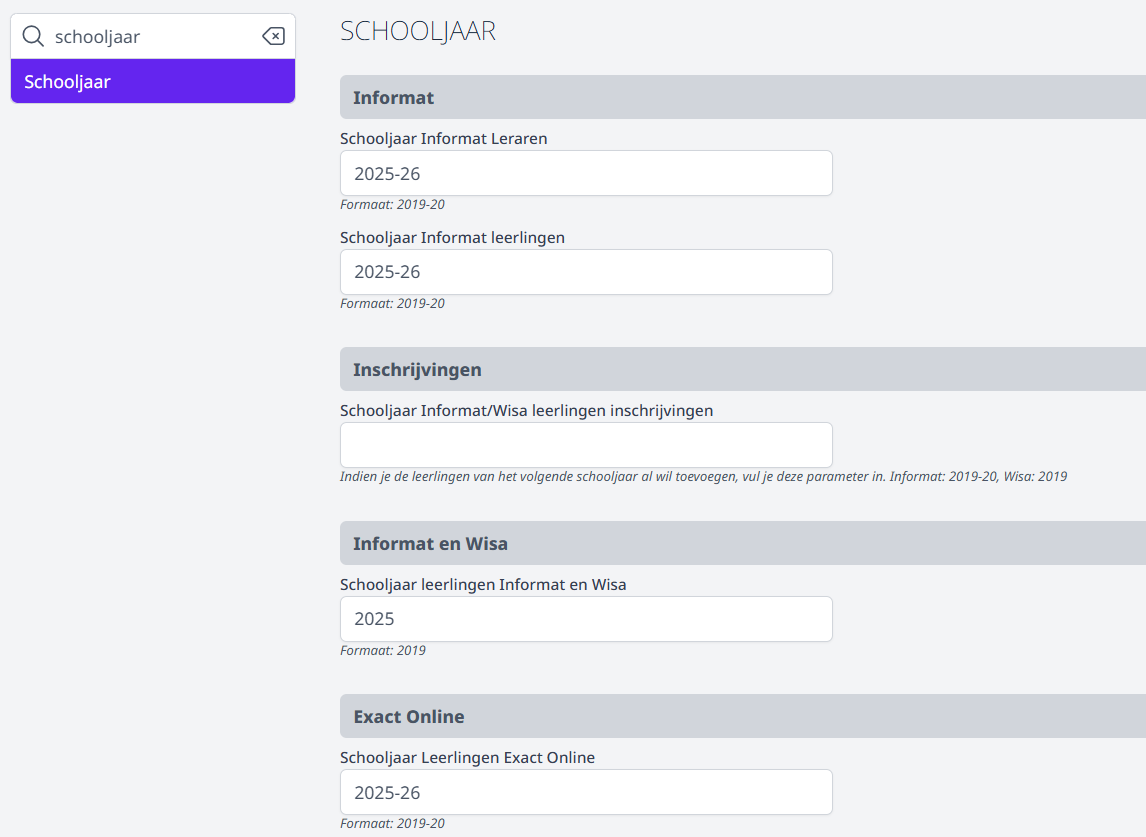 schooljaar
Schooljaar
SCHOOLJAAR
Informat
Schooljaar Informat Leraren
2025-26
Formaat: 2019-20
Schooljaar Informat leerlingen
2025-26
Formaat: 2019-20
Inschrijvingen
Schooljaar Informat/Wisa leerlingen inschrijvingen
Indien je de leerlingen van het volgende schooljaar al wil toevoegen, vul je deze parameter in. Informat: 2019-20, Wisa: 2019
Informat en Wisa
Schooljaar leerlingen Informat en Wisa
2025
Formaat: 2019
Exact Online
Schooljaar Leerlingen Exact Online
2025-26
Formaat: 2019-20